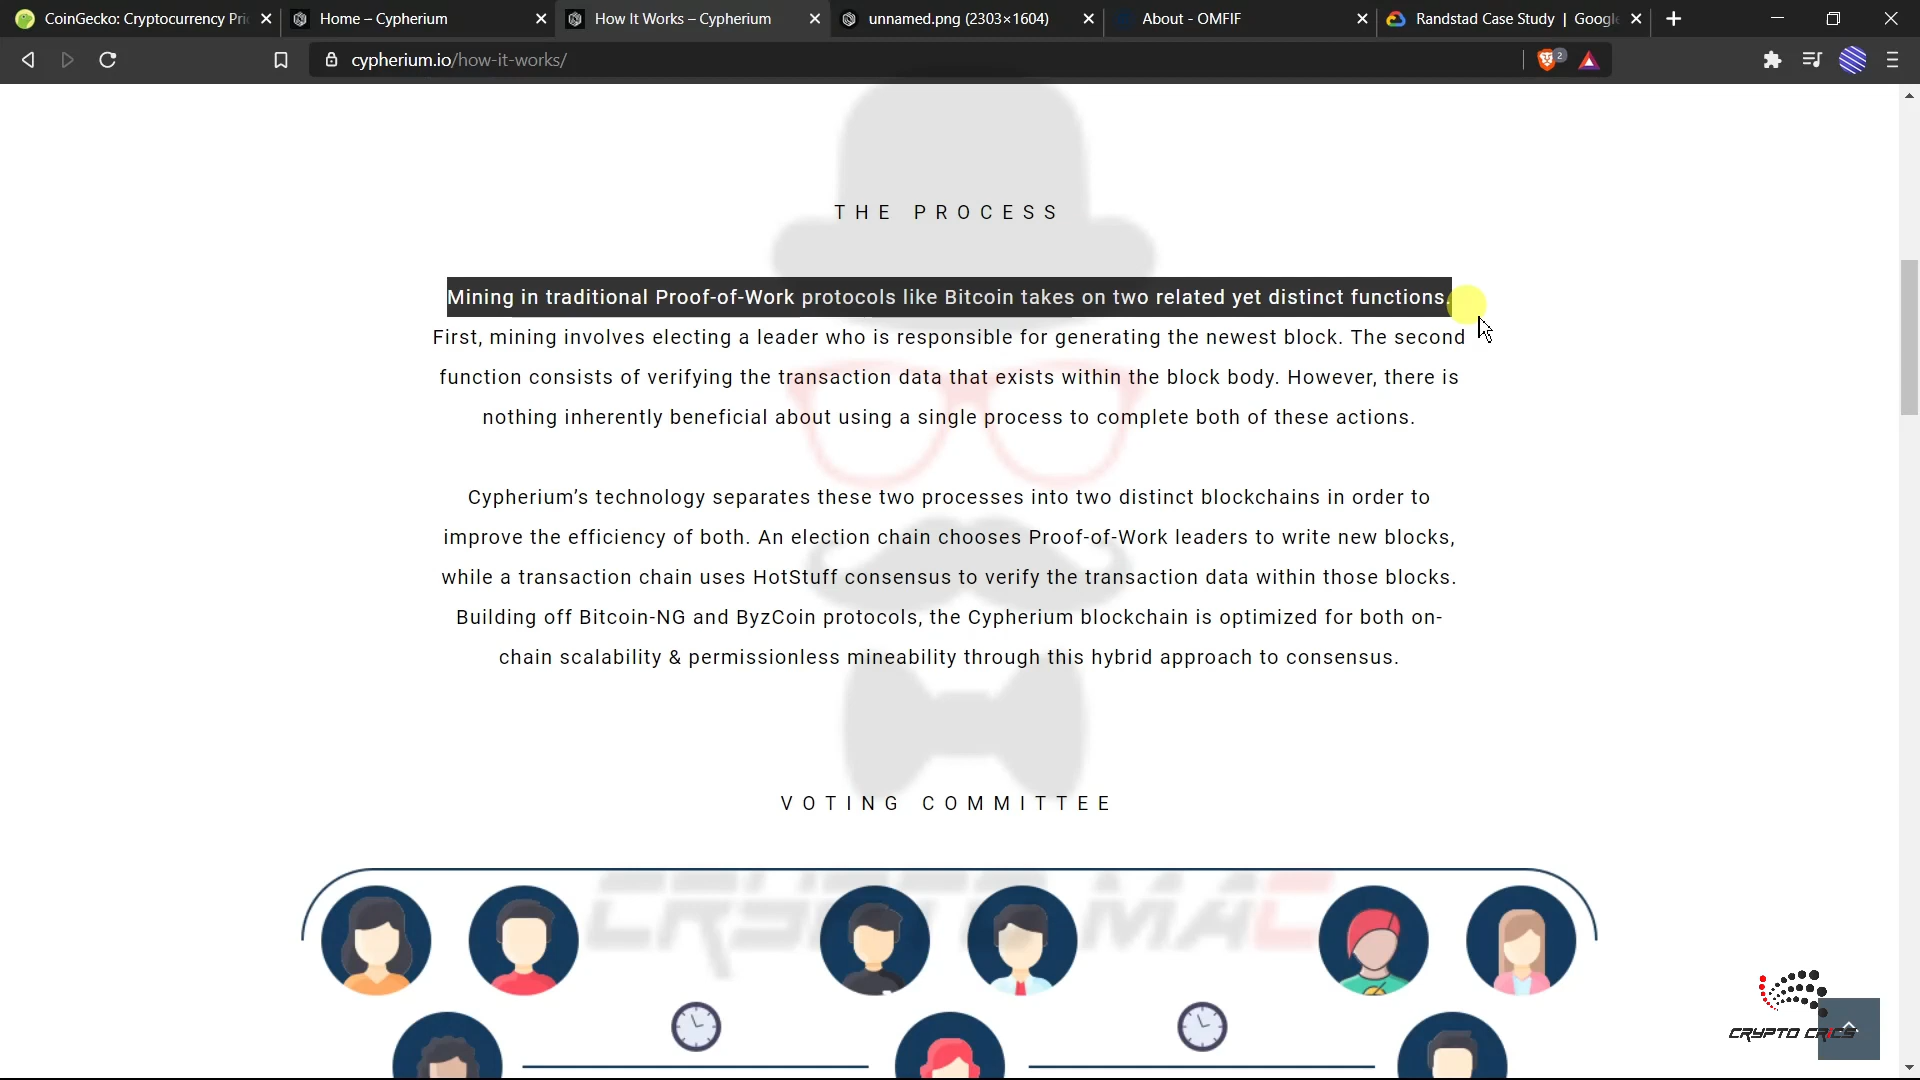 CoinGecko: Cryptocurrency Pri
Home – Cypherium
How It Works – Cypherium
unnamed.png (2303×1604)
About - OMFIF
Randstad Case Study | Google
cypherium.io/how-it-works/
2
THE PROCESS
Mining in traditional Proof-of-Work protocols like Bitcoin takes on two related yet distinct functions.
First, mining involves electing a leader who is responsible for generating the newest block. The second
function consists of verifying the transaction data that exists within the block body. However, there is
nothing inherently beneficial about using a single process to complete both of these actions.
Cypherium’s technology separates these two processes into two distinct blockchains in order to
improve the efficiency of both. An election chain chooses Proof-of-Work leaders to write new blocks,
while a transaction chain uses HotStuff consensus to verify the transaction data within those blocks.
Building off Bitcoin-NG and ByzCoin protocols, the Cypherium blockchain is optimized for both on-
chain scalability & permissionless mineability through this hybrid approach to consensus.
VOTING COMMITTEE
CRYPTO MAC
CRYPTO CRICS